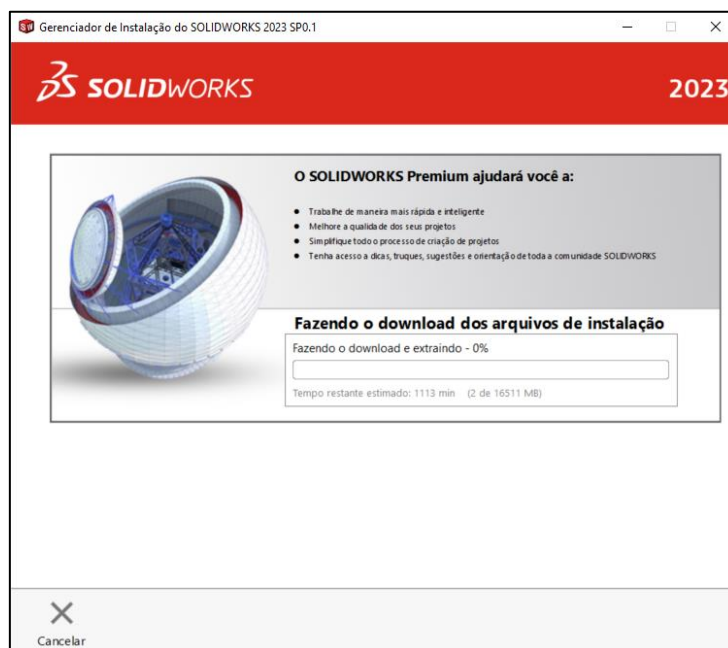 Gerenciador de Instalação do SOLIDWORKS 2023 SP0.1
SOLIDWORKS
2023
O SOLIDWORKS Premium ajudará você a:
Trabalhe de maneira mais rápida e inteligente
Melhore a qualidade dos seus projetos
Simplifique todo o processo de criação de projetos
Tenha acesso a dicas, truques, sugestões e orientação de toda a comunidade SOLIDWORKS
Fazendo o download dos arquivos de instalação
Fazendo o download e extraindo - 0%
Tempo restante estimado: 1113 min (2 de 16511 MB)
Cancelar